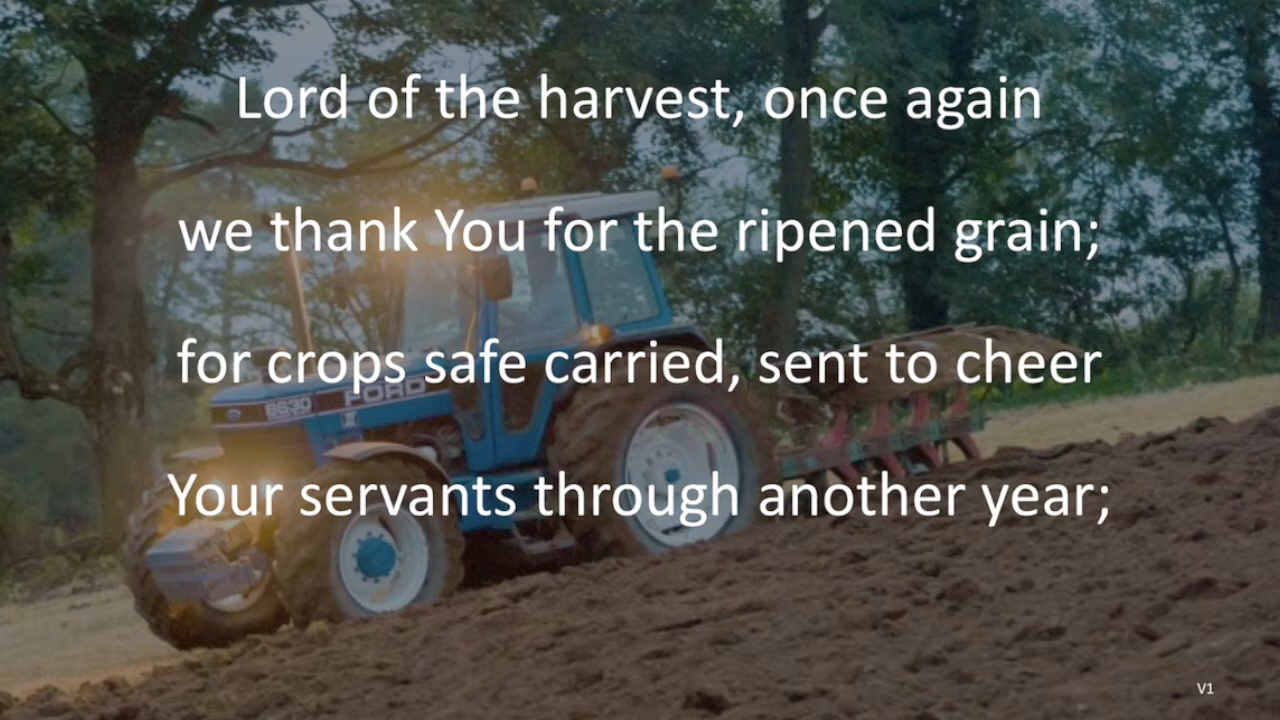 Lord of the harvest, once again
we thank You for the ripened grain;
for crops safe carried, sent to cheer
FORD
Your servants through another year;
V1